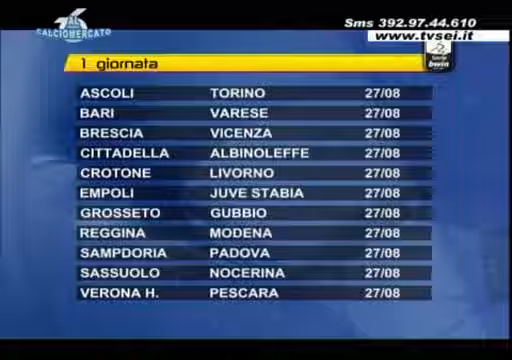 AL
CALCIOMERCATO
Sms 392.97.44.610
www.tvsei.it
bwin
1 giornata
ASCOLI TORINO 27/08
BARI VARESE 27/08
BRESCIA VICENZA 27/08
CITTADELLA ALBINOLEFFE 27/08
CROTONE LIVORNO 27/08
EMPOLI JUVE STABIA 27/08
GROSSETO GUBBIO 27/08
REGGINA MODENA 27/08
SAMPDORIA PADOVA 27/08
SASSUOLO NOCERINA 27/08
VERONA H. PESCARA 27/08